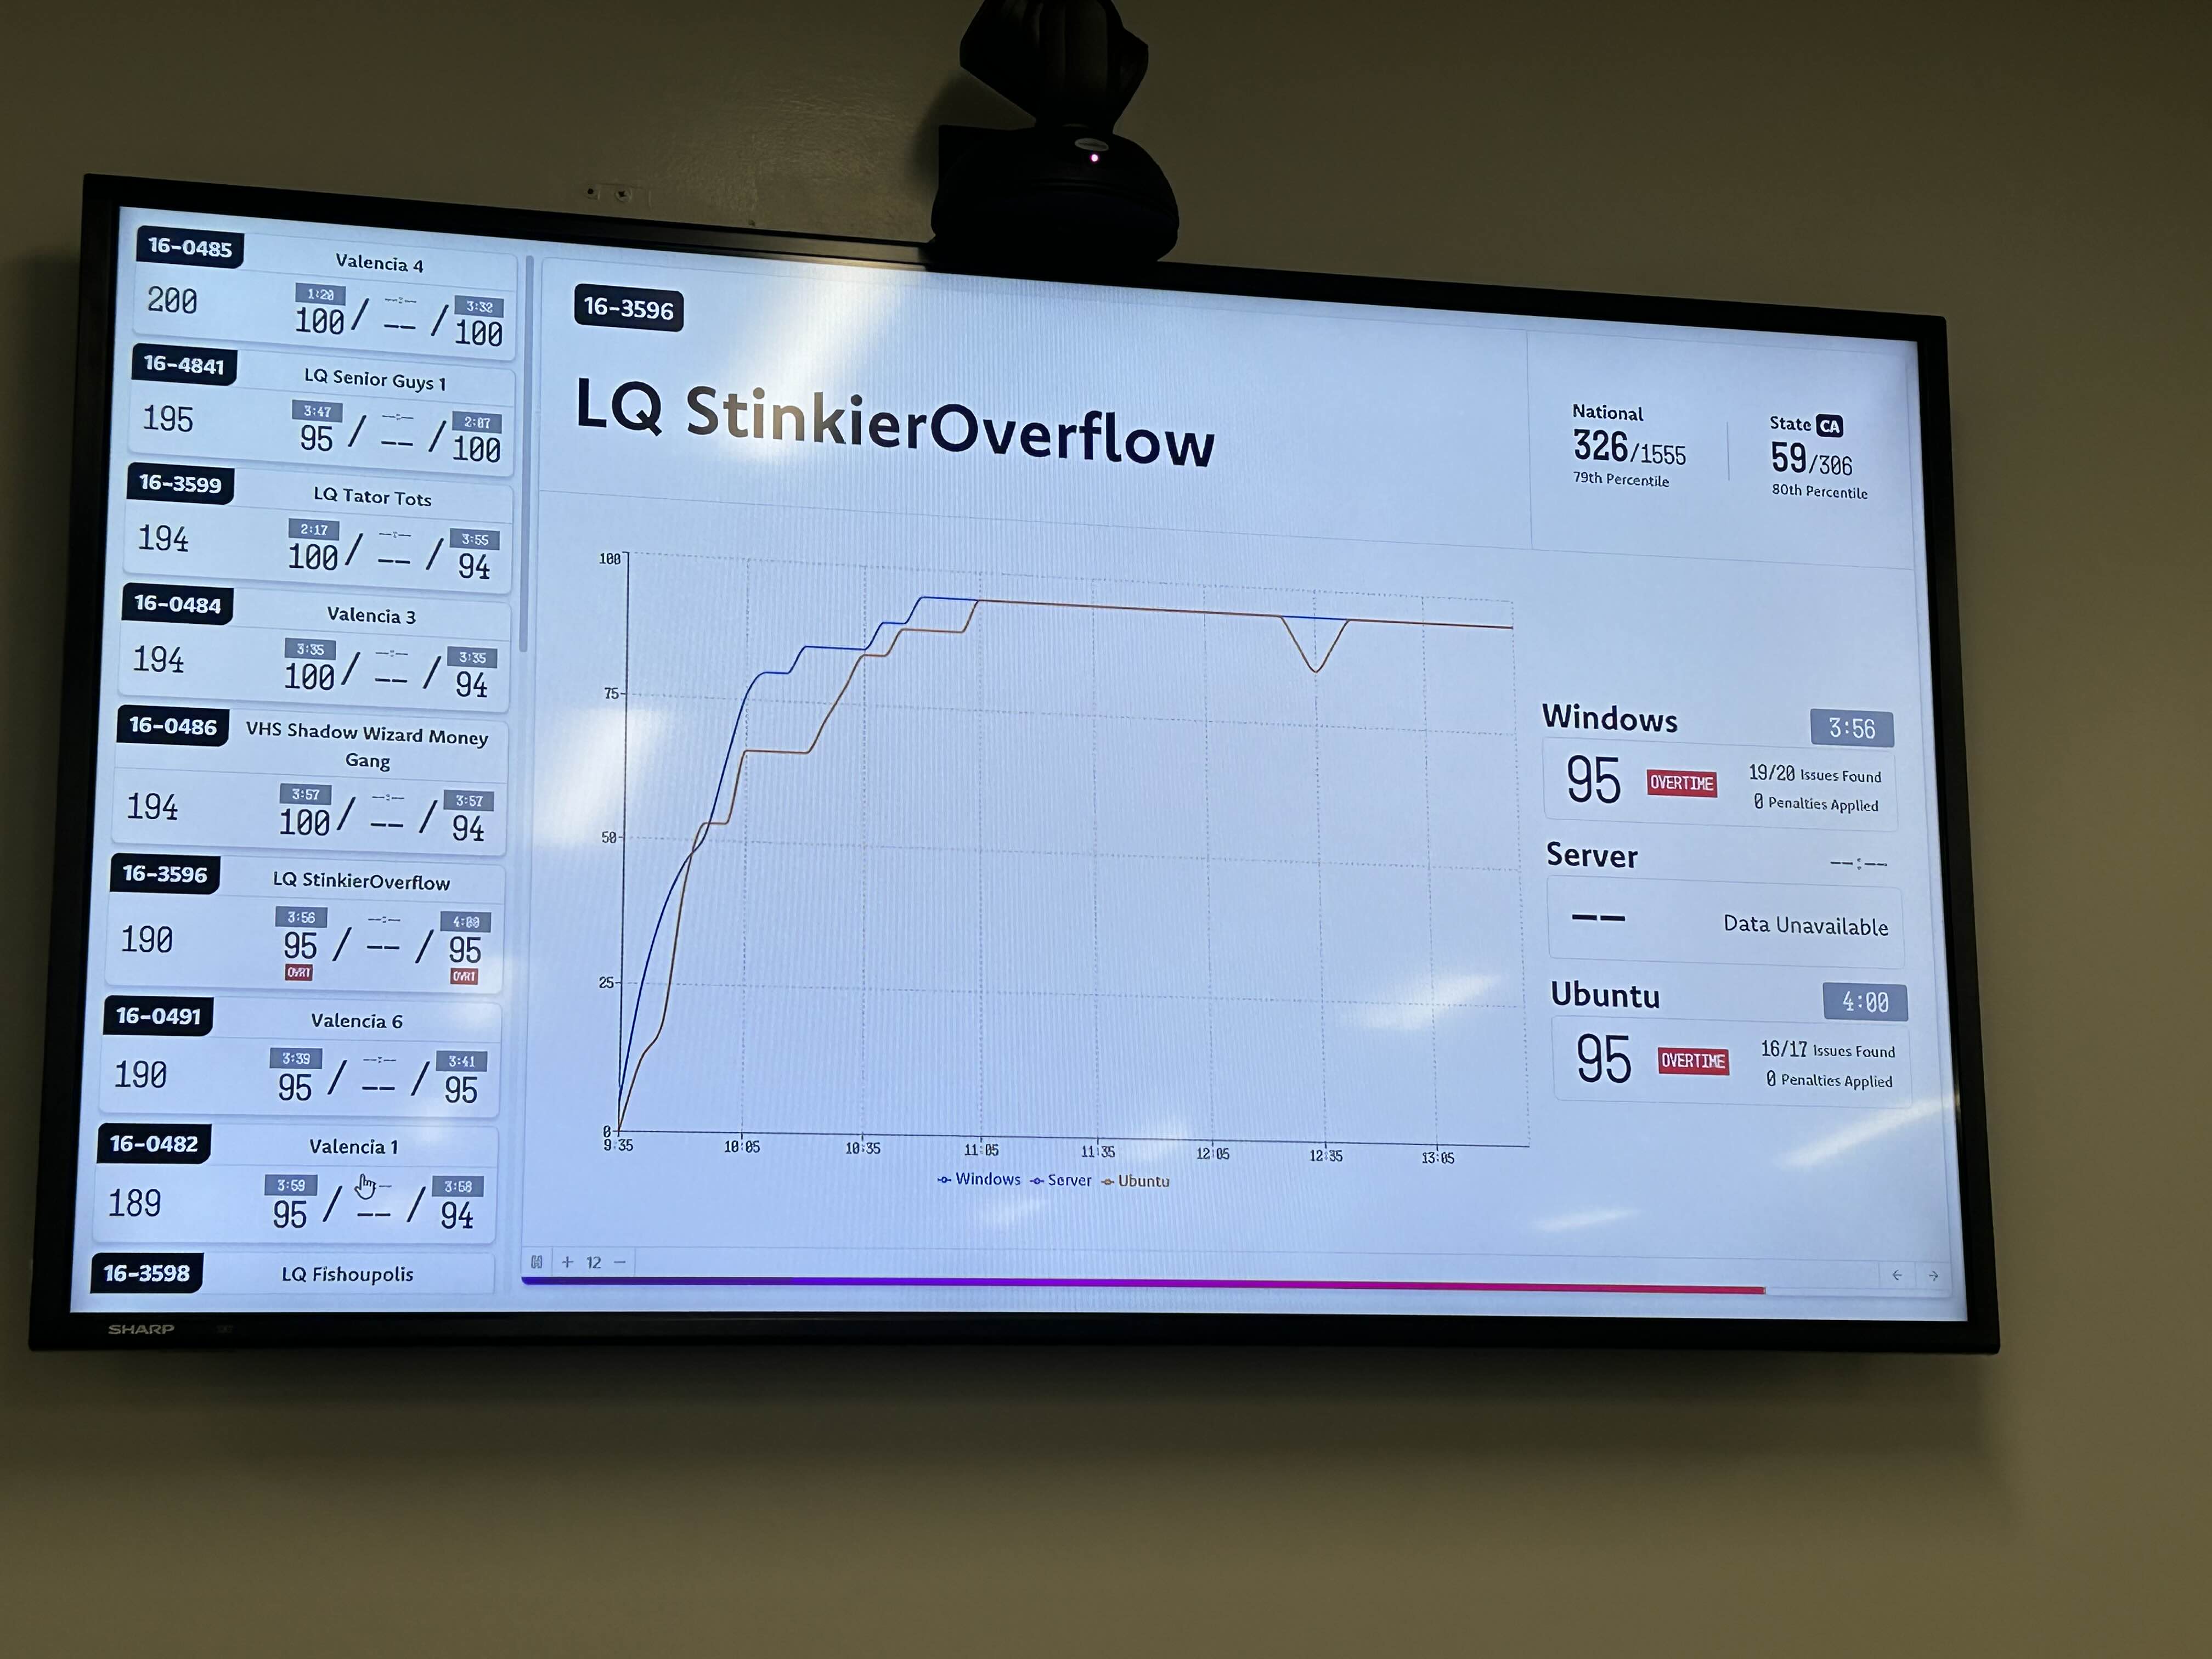 16-0485 Valencia 4
1:20 --:-- 3:32
200 100 / -- / 100
16-4841 LQ Senior Guys 1
3:47 --:-- 2:07
195 95 / -- / 100
16-3599 LQ Tator Tots
2:17 --:-- 3:55
194 100 / -- / 94
16-0484 Valencia 3
3:35 --:-- 3:35
194 100 / -- / 94
16-0486 VHS Shadow Wizard Money
Gang
3:57 --:-- 3:57
194 100 / -- / 94
16-3596 LQ StinkierOverflow
3:56 --:-- 4:00
190 95 / -- / 95
OVRT OVRT
16-0491 Valencia 6
3:39 --:-- 3:41
190 95 / -- / 95
16-0482 Valencia 1
3:59 3:58
189 95 / -- / 94
16-3598 LQ Fishoupolis
16-3596
LQ StinkierOverflow
National
326/1555
79th Percentile
State CA
59/306
80th Percentile
100
75
50
25
0
9:35 10:05 10:35 11:05 11:35 12:05 12:35 13:05
Windows Server Ubuntu
Windows 3:56
95 OVERTIME 19/20 Issues Found
0 Penalties Applied
Server --:--
-- Data Unavailable
Ubuntu 4:00
95 OVERTIME 16/17 Issues Found
0 Penalties Applied
+ 12 −
← →
SHARP